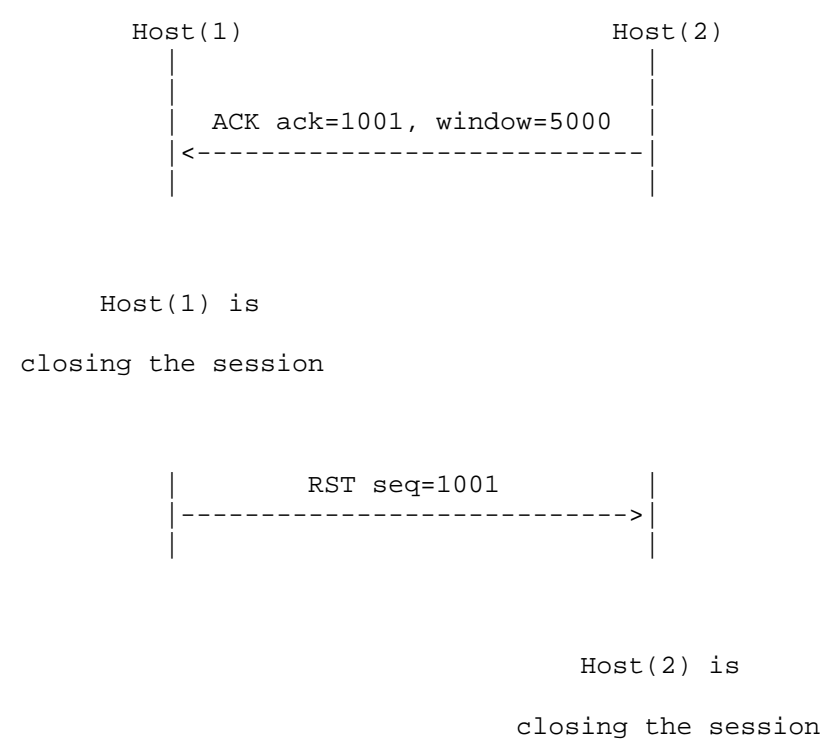 Host(1) Host(2)
ACK ack=1001, window=5000
<----------------------------
Host(1) is
closing the session
RST seq=1001
---------------------------->
Host(2) is
closing the session